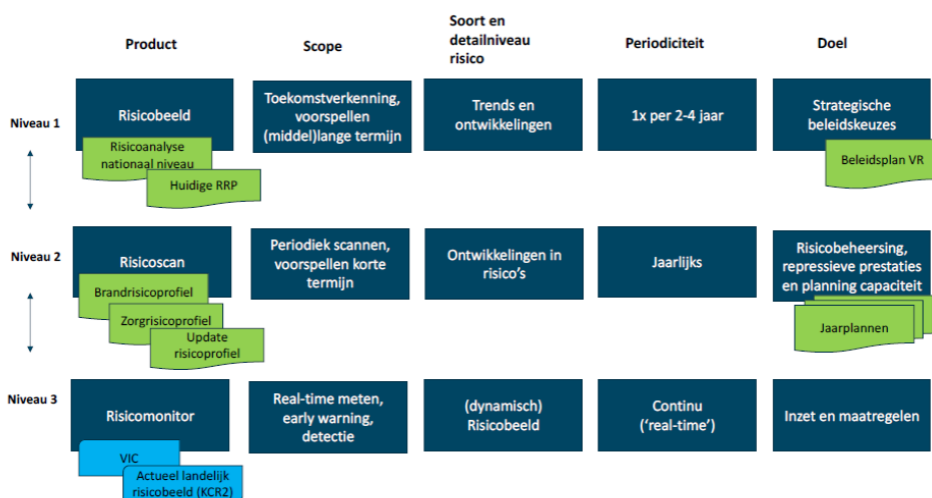 Product
Scope
Soort en
detailniveau
risico
Periodiciteit
Doel
Niveau 1
Risicobeeld
Risicoanalyse
nationaal niveau
Huidige RRP
Toekomstverkenning,
voorspellen
(middel)lange termijn
Trends en
ontwikkelingen
1x per 2-4 jaar
Strategische
beleidskeuzes
Beleidsplan VR
Niveau 2
Risicoscan
Brandrisicoprofiel
Zorgrisicoprofiel
Update
risicoprofiel
Periodiek scannen,
voorspellen korte
termijn
Ontwikkelingen in
risico's
Jaarlijks
Risicobeheersing,
repressieve prestaties
en planning capaciteit
Jaarplannen
Niveau 3
Risicomonitor
VIC
Actueel landelijk
risicobeeld (KCR2)
Real-time meten,
early warning,
detectie
(dynamisch)
Risicobeeld
Continu
('real-time')
Inzet en maatregelen